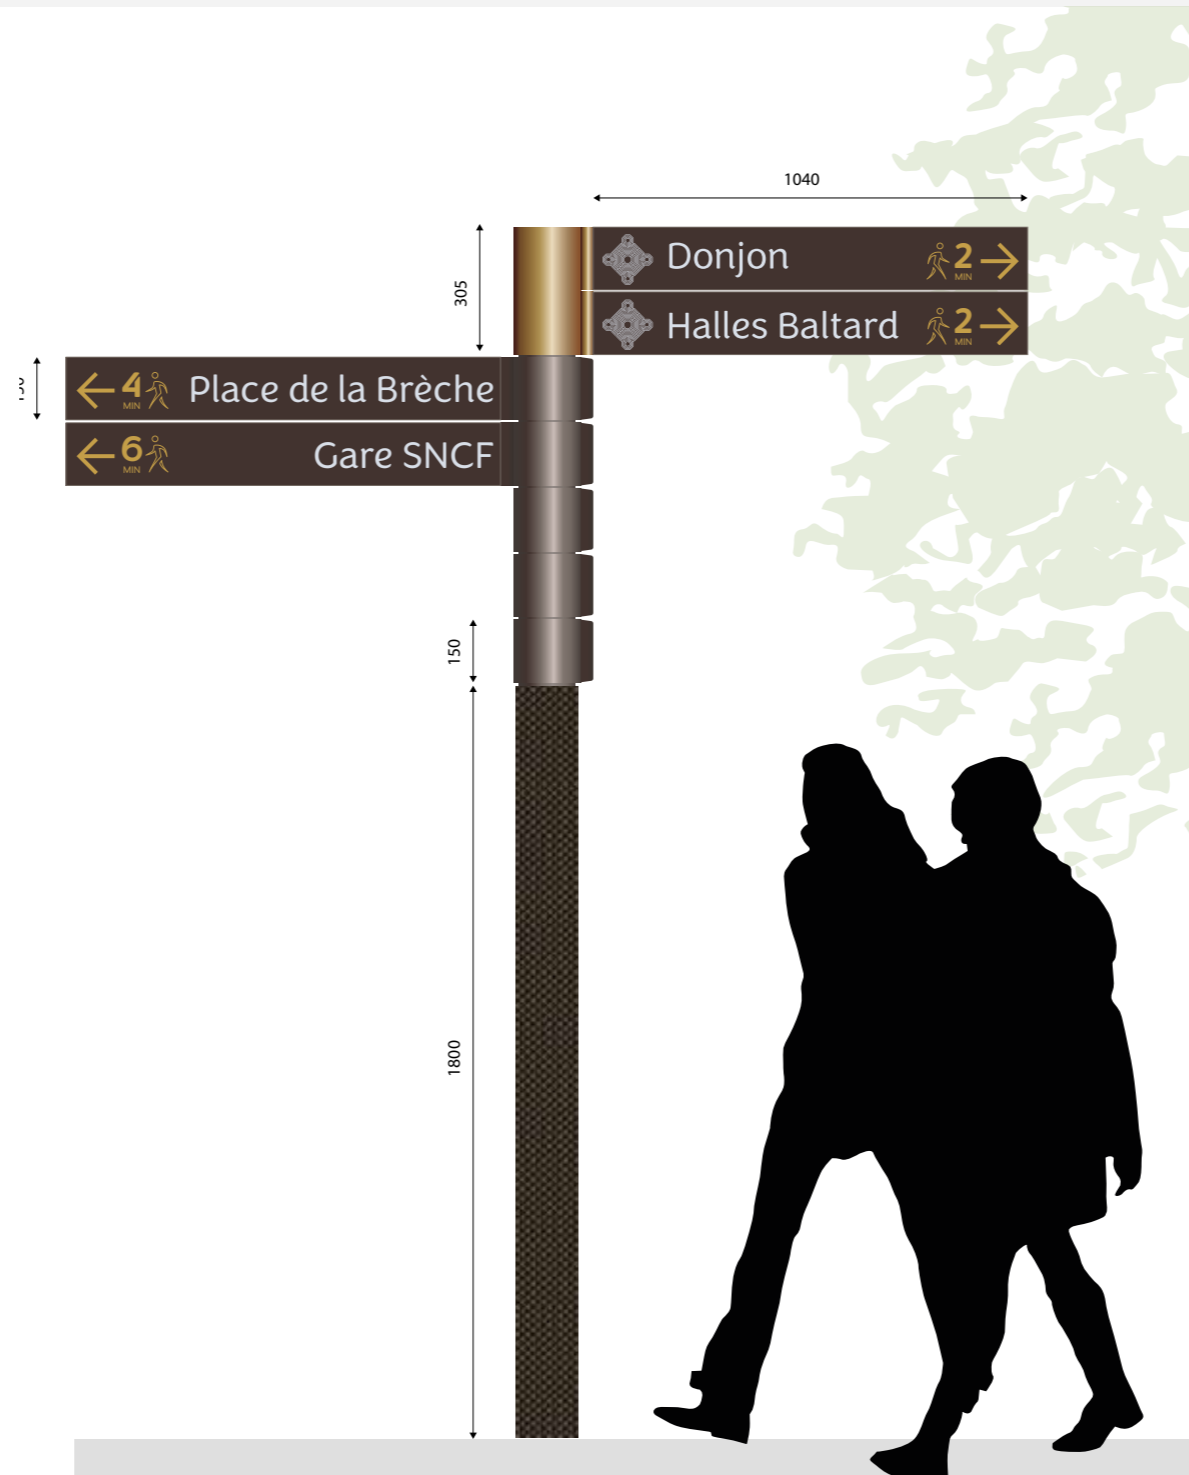 1040
305
Donjon 2 MIN
Halles Baltard 2 MIN
4 MIN Place de la Brèche
6 MIN Gare SNCF
150
1800